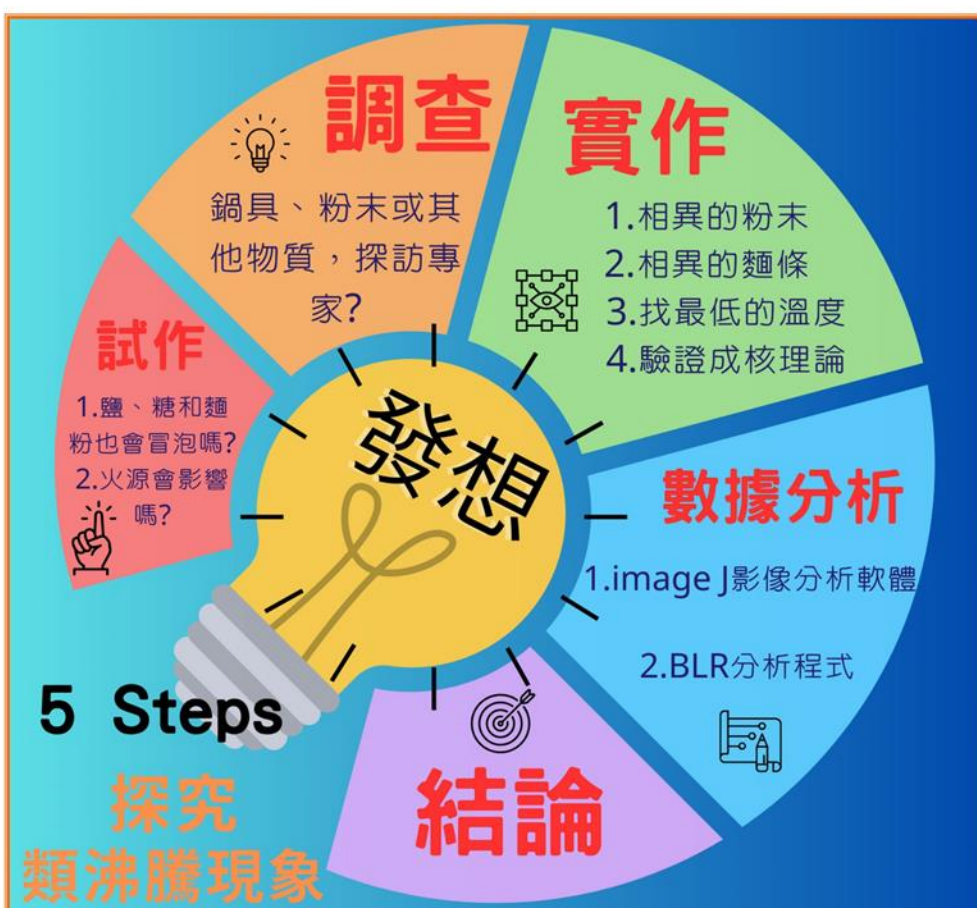 發想
試作
1.鹽、糖和麵
粉也會冒泡嗎?
2.火源會影響
嗎?
調查
鍋具、粉末或其
他物質，探訪專
家?
實作
1.相異的粉末
2.相異的麵條
3.找最低的溫度
4.驗證成核理論
數據分析
1.image J影像分析軟體
2.BLR分析程式
結論
5 Steps
探究
類沸騰現象